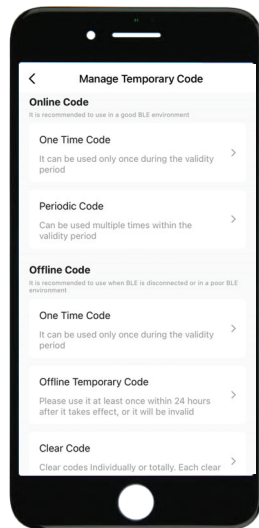 Manage Temporary Code
Online Code
It is recommended to use in a good BLE environment
One Time Code
It can be used only once during the validity
period
Periodic Code
Can be used multiple times within the
validity period
Offline Code
It is recommended to use when BLE is disconnected or in a poor BLE
environment
One Time Code
It can be used only once during the validity
period
Offline Temporary Code
Please use it at least once within 24 hours
after it takes effect, or it will be invalid
Clear Code
Clear codes Individually or totally. Each clear